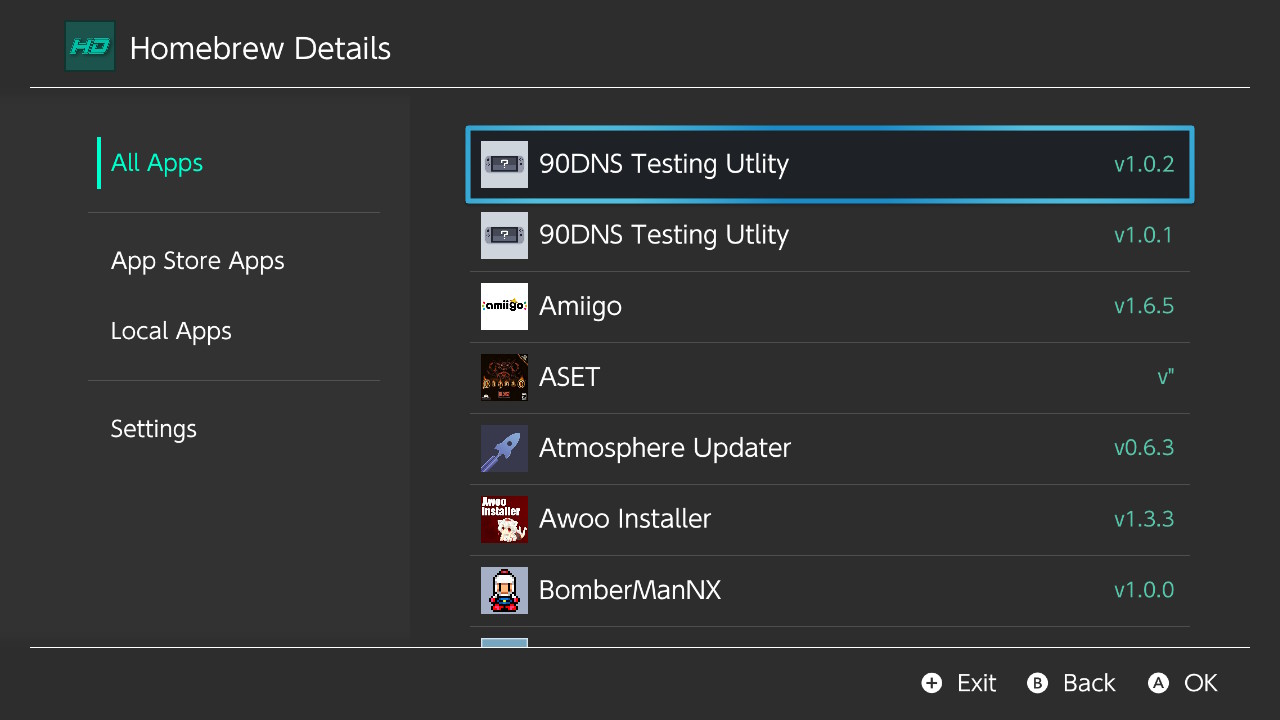 HD Homebrew Details
All Apps
App Store Apps
Local Apps
Settings
? 90DNS Testing Utlity v1.0.2
? 90DNS Testing Utlity v1.0.1
amiigo Amiigo v1.6.5
ASET v"
Atmosphere Updater v0.6.3
Awoo
Installer
Awoo Installer v1.3.3
BomberManNX v1.0.0
+ Exit B Back A OK